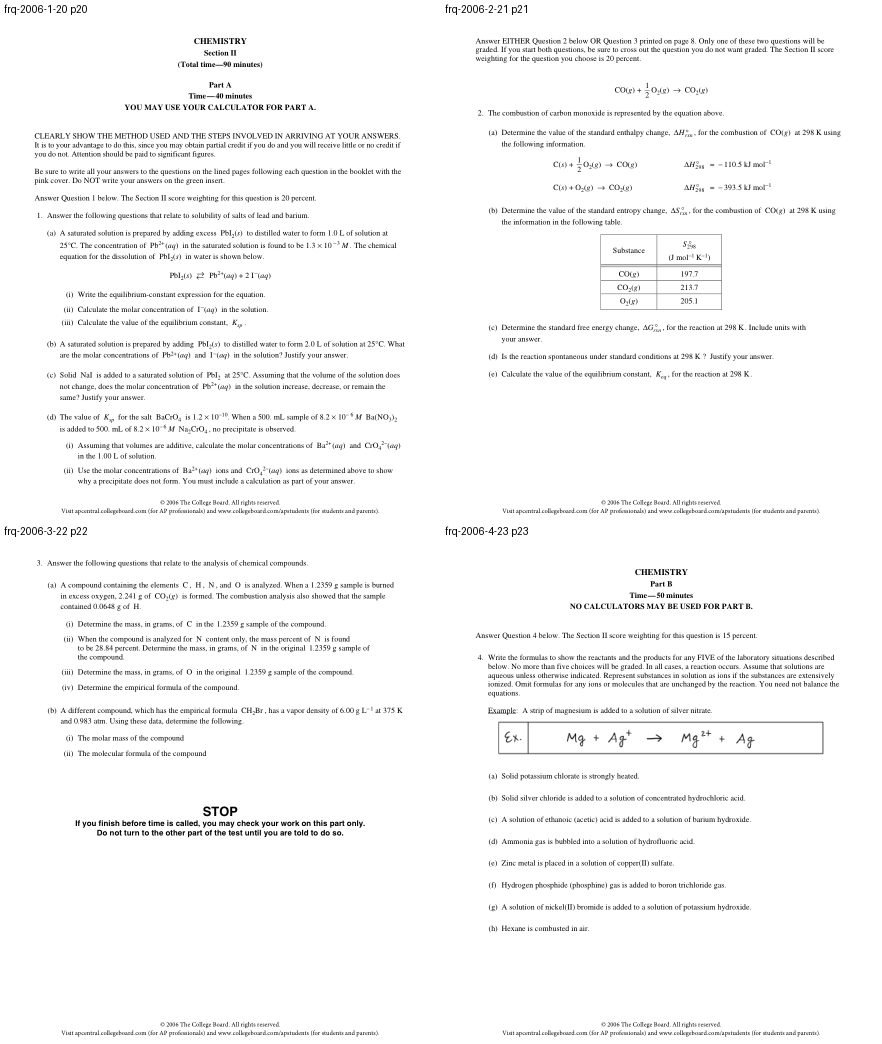 frq-2006-1-20 p20
CHEMISTRY
Section II
(Total time—90 minutes)
Part A
Time—40 minutes
YOU MAY USE YOUR CALCULATOR FOR PART A.
CLEARLY SHOW THE METHOD USED AND THE STEPS INVOLVED IN ARRIVING AT YOUR ANSWERS.
It is to your advantage to do this, since you may obtain partial credit if you do and you will receive little or no credit if
you do not. Attention should be paid to significant figures.
Be sure to write all your answers to the questions on the lined pages following each question in the booklet with the
pink cover. Do NOT write your answers on the green insert.
Answer Question 1 below. The Section II score weighting for this question is 20 percent.
1. Answer the following questions that relate to solubility of salts of lead and barium.
(a) A saturated solution is prepared by adding excess PbI₂(s) to distilled water to form 1.0 L of solution at
25°C. The concentration of Pb²⁺(aq) in the saturated solution is found to be 1.3 × 10⁻³ M. The chemical
equation for the dissolution of PbI₂(s) in water is shown below.
PbI₂(s) ⇄ Pb²⁺(aq) + 2 I⁻(aq)
(i) Write the equilibrium-constant expression for the equation.
(ii) Calculate the molar concentration of I⁻(aq) in the solution.
(iii) Calculate the value of the equilibrium constant, Kₛₚ.
(b) A saturated solution is prepared by adding PbI₂(s) to distilled water to form 2.0 L of solution at 25°C. What
are the molar concentrations of Pb²⁺(aq) and I⁻(aq) in the solution? Justify your answer.
(c) Solid NaI is added to a saturated solution of PbI₂ at 25°C. Assuming that the volume of the solution does
not change, does the molar concentration of Pb²⁺(aq) in the solution increase, decrease, or remain the
same? Justify your answer.
(d) The value of Kₛₚ for the salt BaCrO₄ is 1.2 × 10⁻¹⁰. When a 500. mL sample of 8.2 × 10⁻⁶ M Ba(NO₃)₂
is added to 500. mL of 8.2 × 10⁻⁶ M Na₂CrO₄, no precipitate is observed.
(i) Assuming that volumes are additive, calculate the molar concentrations of Ba²⁺(aq) and CrO₄²⁻(aq)
in the 1.00 L of solution.
(ii) Use the molar concentrations of Ba²⁺(aq) ions and CrO₄²⁻(aq) ions as determined above to show
why a precipitate does not form. You must include a calculation as part of your answer.
© 2006 The College Board. All rights reserved.
Visit apcentral.collegeboard.com (for AP professionals) and www.collegeboard.com/apstudents (for students and parents).
frq-2006-2-21 p21
Answer EITHER Question 2 below OR Question 3 printed on page 8. Only one of these two questions will be
graded. If you start both questions, be sure to cross out the question you do not want graded. The Section II score
weighting for the question you choose is 20 percent.
CO(g) + 1/2 O₂(g) → CO₂(g)
2. The combustion of carbon monoxide is represented by the equation above.
(a) Determine the value of the standard enthalpy change, ΔH°rxn, for the combustion of CO(g) at 298 K using
the following information.
C(s) + 1/2 O₂(g) → CO(g) ΔH°298 = −110.5 kJ mol⁻¹
C(s) + O₂(g) → CO₂(g) ΔH°298 = −393.5 kJ mol⁻¹
(b) Determine the value of the standard entropy change, ΔS°rxn, for the combustion of CO(g) at 298 K using
the information in the following table.
Substance S°298 (J mol⁻¹ K⁻¹)
CO(g) 197.7
CO₂(g) 213.7
O₂(g) 205.1
(c) Determine the standard free energy change, ΔG°rxn, for the reaction at 298 K. Include units with
your answer.
(d) Is the reaction spontaneous under standard conditions at 298 K ? Justify your answer.
(e) Calculate the value of the equilibrium constant, Keq, for the reaction at 298 K.
© 2006 The College Board. All rights reserved.
Visit apcentral.collegeboard.com (for AP professionals) and www.collegeboard.com/apstudents (for students and parents).
frq-2006-3-22 p22
3. Answer the following questions that relate to the analysis of chemical compounds.
(a) A compound containing the elements C, H, N, and O is analyzed. When a 1.2359 g sample is burned
in excess oxygen, 2.241 g of CO₂(g) is formed. The combustion analysis also showed that the sample
contained 0.0648 g of H.
(i) Determine the mass, in grams, of C in the 1.2359 g sample of the compound.
(ii) When the compound is analyzed for N content only, the mass percent of N is found
to be 28.84 percent. Determine the mass, in grams, of N in the original 1.2359 g sample of
the compound.
(iii) Determine the mass, in grams, of O in the original 1.2359 g sample of the compound.
(iv) Determine the empirical formula of the compound.
(b) A different compound, which has the empirical formula CH₂Br, has a vapor density of 6.00 g L⁻¹ at 375 K
and 0.983 atm. Using these data, determine the following.
(i) The molar mass of the compound
(ii) The molecular formula of the compound
STOP
If you finish before time is called, you may check your work on this part only.
Do not turn to the other part of the test until you are told to do so.
© 2006 The College Board. All rights reserved.
Visit apcentral.collegeboard.com (for AP professionals) and www.collegeboard.com/apstudents (for students and parents).
frq-2006-4-23 p23
CHEMISTRY
Part B
Time—50 minutes
NO CALCULATORS MAY BE USED FOR PART B.
Answer Question 4 below. The Section II score weighting for this question is 15 percent.
4. Write the formulas to show the reactants and the products for any FIVE of the laboratory situations described
below. No more than five choices will be graded. In all cases, a reaction occurs. Assume that solutions are
aqueous unless otherwise indicated. Represent substances in solution as ions if the substances are extensively
ionized. Omit formulas for any ions or molecules that are unchanged by the reaction. You need not balance the
equations.
Example: A strip of magnesium is added to a solution of silver nitrate.
Ex. Mg + Ag⁺ → Mg²⁺ + Ag
(a) Solid potassium chlorate is strongly heated.
(b) Solid silver chloride is added to a solution of concentrated hydrochloric acid.
(c) A solution of ethanoic (acetic) acid is added to a solution of barium hydroxide.
(d) Ammonia gas is bubbled into a solution of hydrofluoric acid.
(e) Zinc metal is placed in a solution of copper(II) sulfate.
(f) Hydrogen phosphide (phosphine) gas is added to boron trichloride gas.
(g) A solution of nickel(II) bromide is added to a solution of potassium hydroxide.
(h) Hexane is combusted in air.
© 2006 The College Board. All rights reserved.
Visit apcentral.collegeboard.com (for AP professionals) and www.collegeboard.com/apstudents (for students and parents).